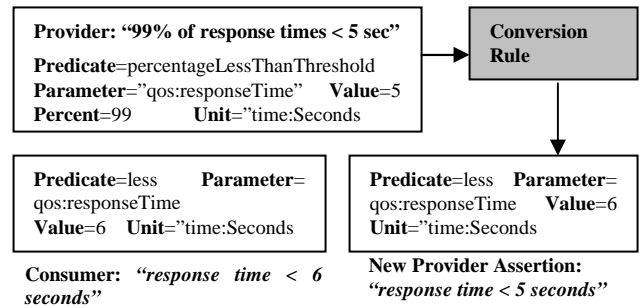 Provider: “99% of response times < 5 sec”
Predicate=percentageLessThanThreshold
Parameter=”qos:responseTime” Value=5
Percent=99 Unit=”time:Seconds
Conversion
Rule
Predicate=less Parameter=
qos:responseTime
Value=6 Unit=”time:Seconds
Predicate=less Parameter=
qos:responseTime Value=6
Unit=”time:Seconds
Consumer: “response time < 6
seconds”
New Provider Assertion:
“response time < 5 seconds”